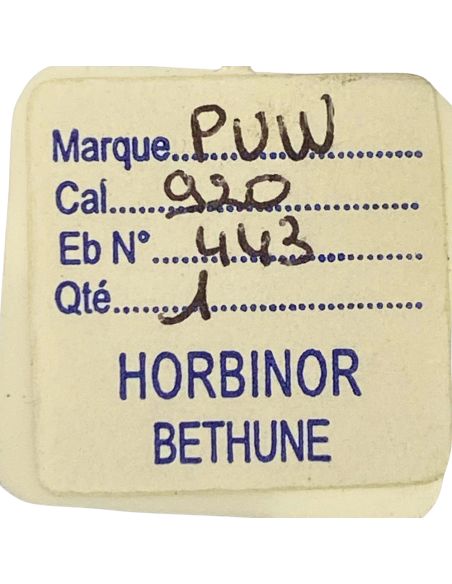 Marque..PUW..................
Cal......920..................
Eb N°....443..................
Qté.......1..................
HORBINOR
BETHUNE